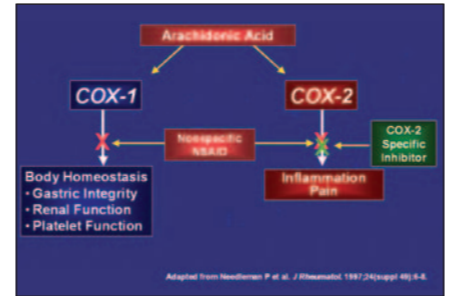 Arachidonic Acid
COX-1
COX-2
Nonspecific
NSAID
COX-2
Specific
Inhibitor
Body Homeostasis
• Gastric Integrity
• Renal Function
• Platelet Function
Inflammation
Pain
Adapted from Needleman P et al. J Rheumatol. 1997;24(suppl 49):6-8.